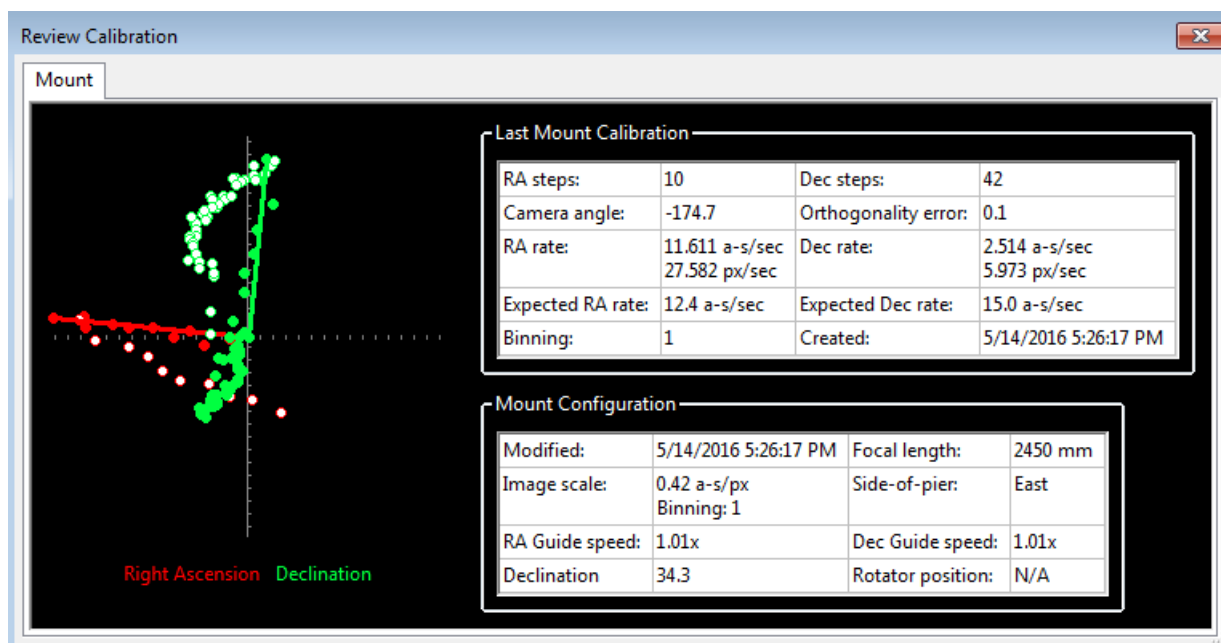 Review Calibration
Mount
Last Mount Calibration
RA steps: 10 Dec steps: 42
Camera angle: -174.7 Orthogonality error: 0.1
RA rate: 11.611 a-s/sec Dec rate: 2.514 a-s/sec
27.582 px/sec 5.973 px/sec
Expected RA rate: 12.4 a-s/sec Expected Dec rate: 15.0 a-s/sec
Binning: 1 Created: 5/14/2016 5:26:17 PM
Mount Configuration
Modified: 5/14/2016 5:26:17 PM Focal length: 2450 mm
Image scale: 0.42 a-s/px Side-of-pier: East
Binning: 1
RA Guide speed: 1.01x Dec Guide speed: 1.01x
Declination 34.3 Rotator position: N/A
Right Ascension Declination